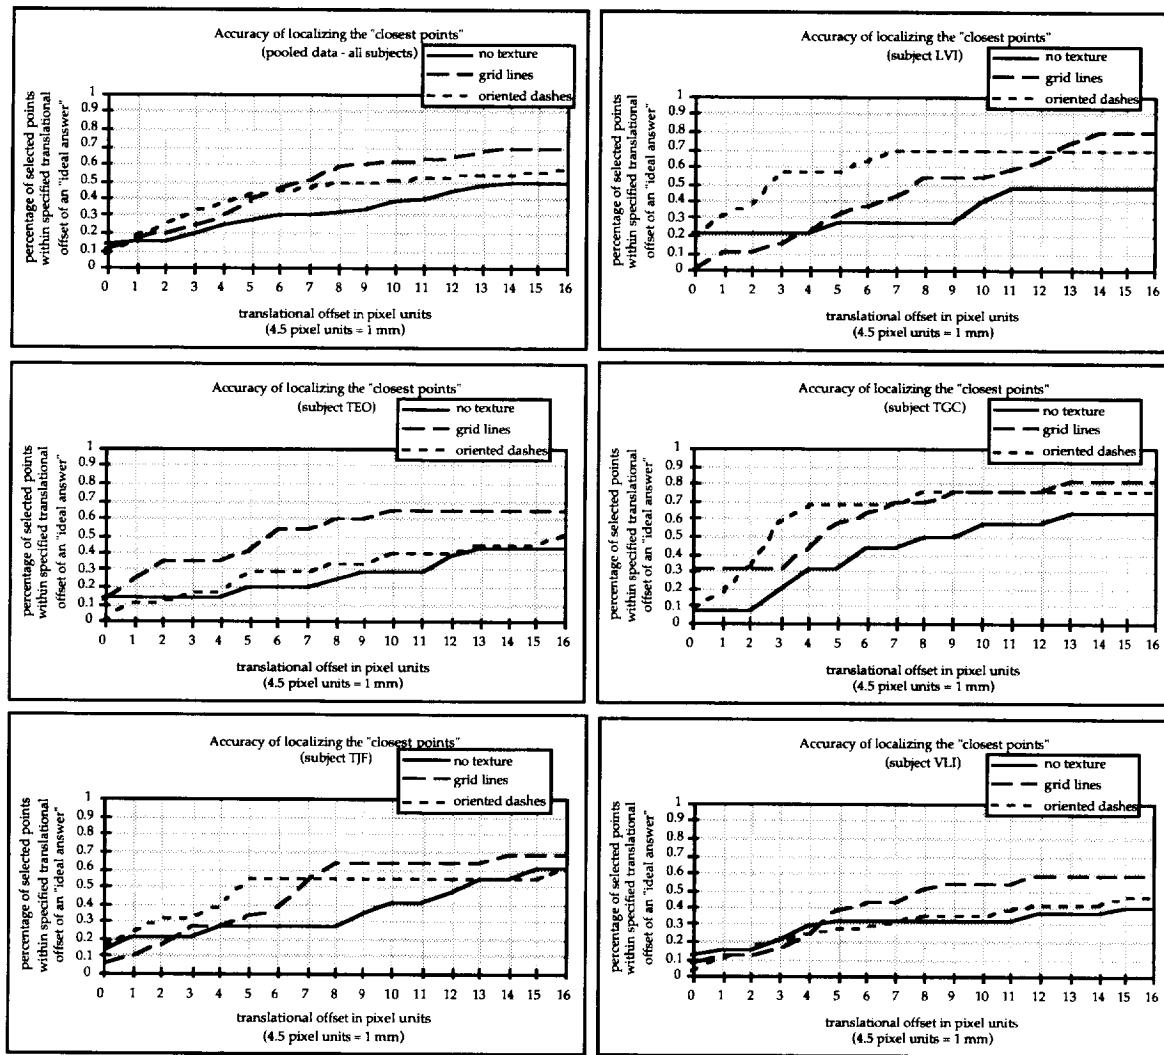 Accuracy of localizing the "closest points"
(pooled data - all subjects)
no texture
grid lines
oriented dashes
percentage of selected points
within specified translational
offset of an "ideal answer"
1
0.9
0.8
0.7
0.6
0.5
0.4
0.3
0.2
0.1
0
0 1 2 3 4 5 6 7 8 9 10 11 12 13 14 15 16
translational offset in pixel units
(4.5 pixel units = 1 mm)
Accuracy of localizing the "closest points"
(subject LVI)
no texture
grid lines
oriented dashes
percentage of selected points
within specified translational
offset of an "ideal answer"
1
0.9
0.8
0.7
0.6
0.5
0.4
0.3
0.2
0.1
0
0 1 2 3 4 5 6 7 8 9 10 11 12 13 14 15 16
translational offset in pixel units
(4.5 pixel units = 1 mm)
Accuracy of localizing the "closest points"
(subject TEO)
no texture
grid lines
oriented dashes
percentage of selected points
within specified translational
offset of an "ideal answer"
1
0.9
0.8
0.7
0.6
0.5
0.4
0.3
0.2
0.1
0
0 1 2 3 4 5 6 7 8 9 10 11 12 13 14 15 16
translational offset in pixel units
(4.5 pixel units = 1 mm)
Accuracy of localizing the "closest points"
(subject TGC)
no texture
grid lines
oriented dashes
percentage of selected points
within specified translational
offset of an "ideal answer"
1
0.9
0.8
0.7
0.6
0.5
0.4
0.3
0.2
0.1
0
0 1 2 3 4 5 6 7 8 9 10 11 12 13 14 15 16
translational offset in pixel units
(4.5 pixel units = 1 mm)
Accuracy of localizing the "closest points"
(subject TJF)
no texture
grid lines
oriented dashes
percentage of selected points
within specified translational
offset of an "ideal answer"
1
0.9
0.8
0.7
0.6
0.5
0.4
0.3
0.2
0.1
0
0 1 2 3 4 5 6 7 8 9 10 11 12 13 14 15 16
translational offset in pixel units
(4.5 pixel units = 1 mm)
Accuracy of localizing the "closest points"
(subject VLI)
no texture
grid lines
oriented dashes
percentage of selected points
within specified translational
offset of an "ideal answer"
1
0.9
0.8
0.7
0.6
0.5
0.4
0.3
0.2
0.1
0
0 1 2 3 4 5 6 7 8 9 10 11 12 13 14 15 16
translational offset in pixel units
(4.5 pixel units = 1 mm)